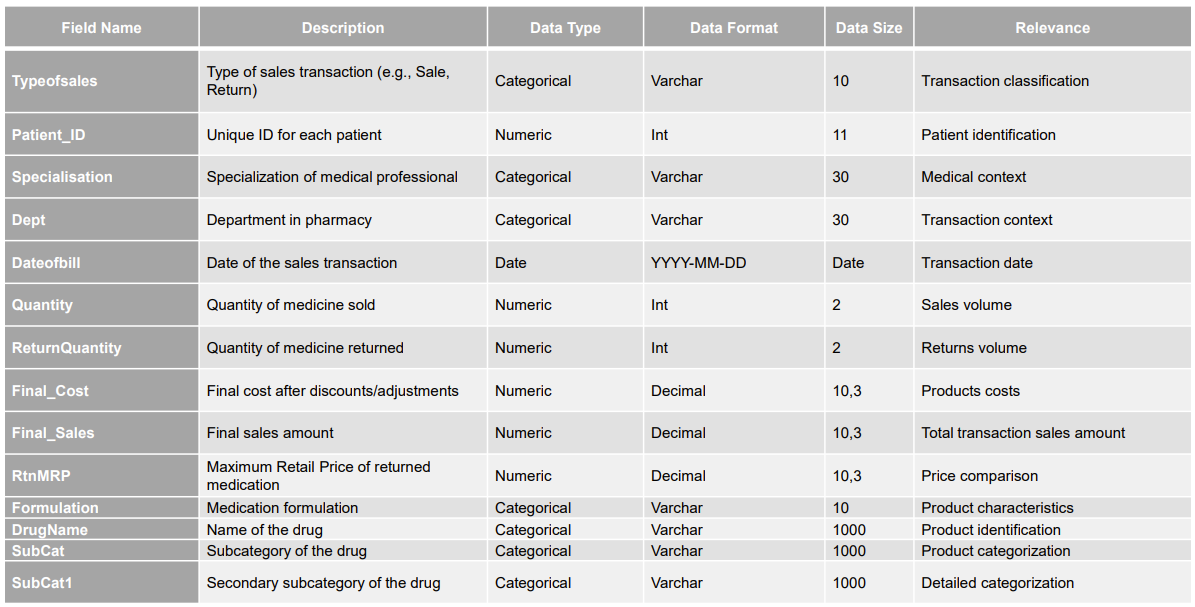 Field Name Description Data Type Data Format Data Size Relevance
Typeofsales Type of sales transaction (e.g., Sale, Return) Categorical Varchar 10 Transaction classification
Patient_ID Unique ID for each patient Numeric Int 11 Patient identification
Specialisation Specialization of medical professional Categorical Varchar 30 Medical context
Dept Department in pharmacy Categorical Varchar 30 Transaction context
Dateofbill Date of the sales transaction Date YYYY-MM-DD Date Transaction date
Quantity Quantity of medicine sold Numeric Int 2 Sales volume
ReturnQuantity Quantity of medicine returned Numeric Int 2 Returns volume
Final_Cost Final cost after discounts/adjustments Numeric Decimal 10,3 Products costs
Final_Sales Final sales amount Numeric Decimal 10,3 Total transaction sales amount
RtnMRP Maximum Retail Price of returned medication Numeric Decimal 10,3 Price comparison
Formulation Medication formulation Categorical Varchar 10 Product characteristics
DrugName Name of the drug Categorical Varchar 1000 Product identification
SubCat Subcategory of the drug Categorical Varchar 1000 Product categorization
SubCat1 Secondary subcategory of the drug Categorical Varchar 1000 Detailed categorization